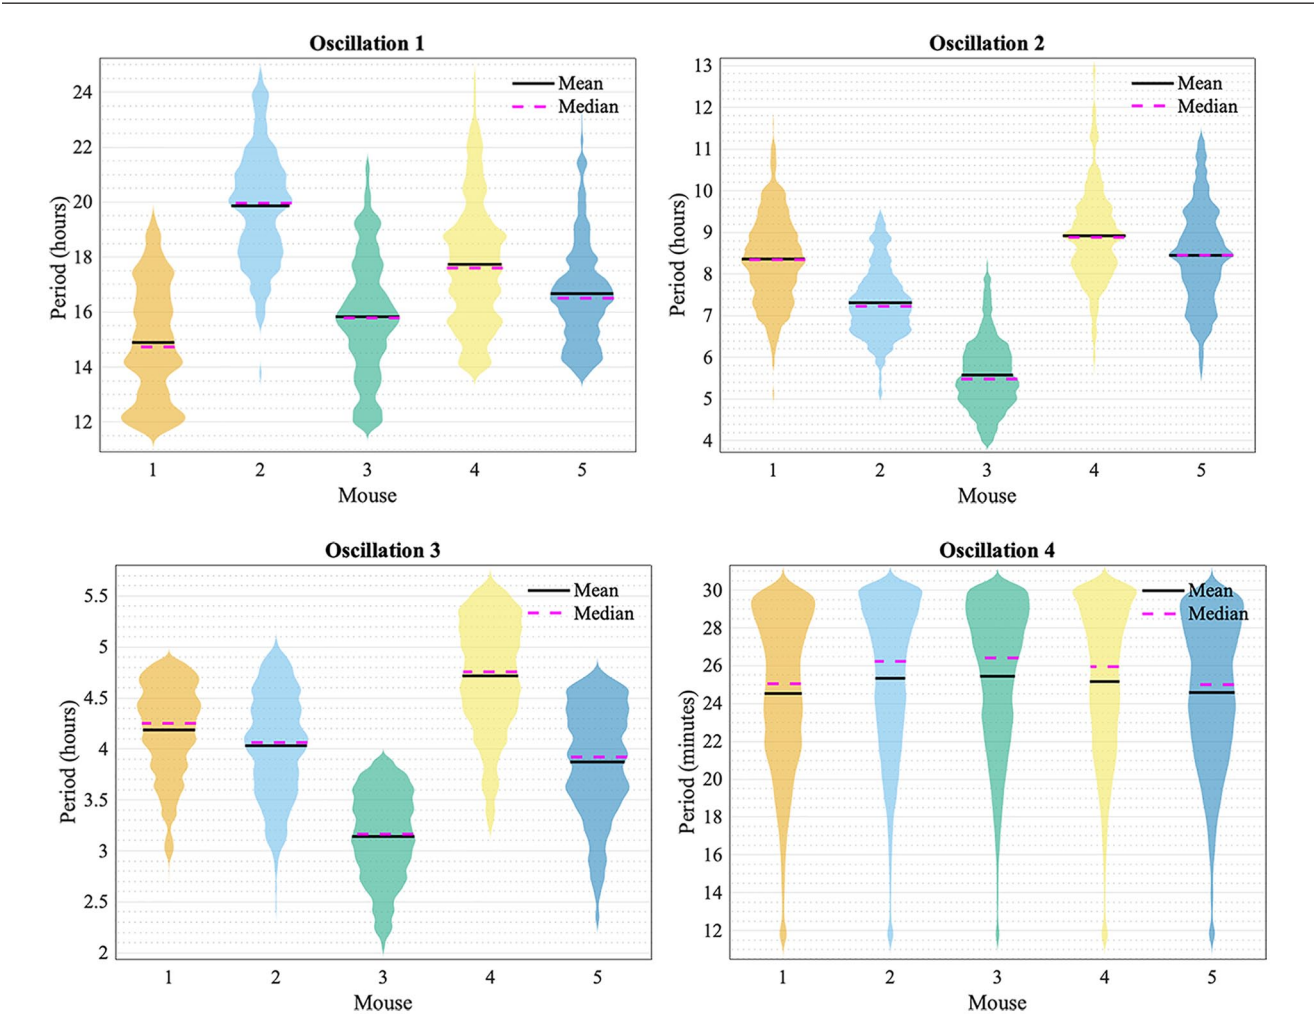 Oscillation 1
Mean
Median
24
22
20
18
16
14
12
Period (hours)
1 2 3 4 5
Mouse
Oscillation 2
Mean
Median
13
12
11
10
9
8
7
6
5
4
Period (hours)
1 2 3 4 5
Mouse
Oscillation 3
Mean
Median
5.5
5
4.5
4
3.5
3
2.5
2
Period (hours)
1 2 3 4 5
Mouse
Oscillation 4
Mean
Median
30
28
26
24
22
20
18
16
14
12
Period (minutes)
1 2 3 4 5
Mouse